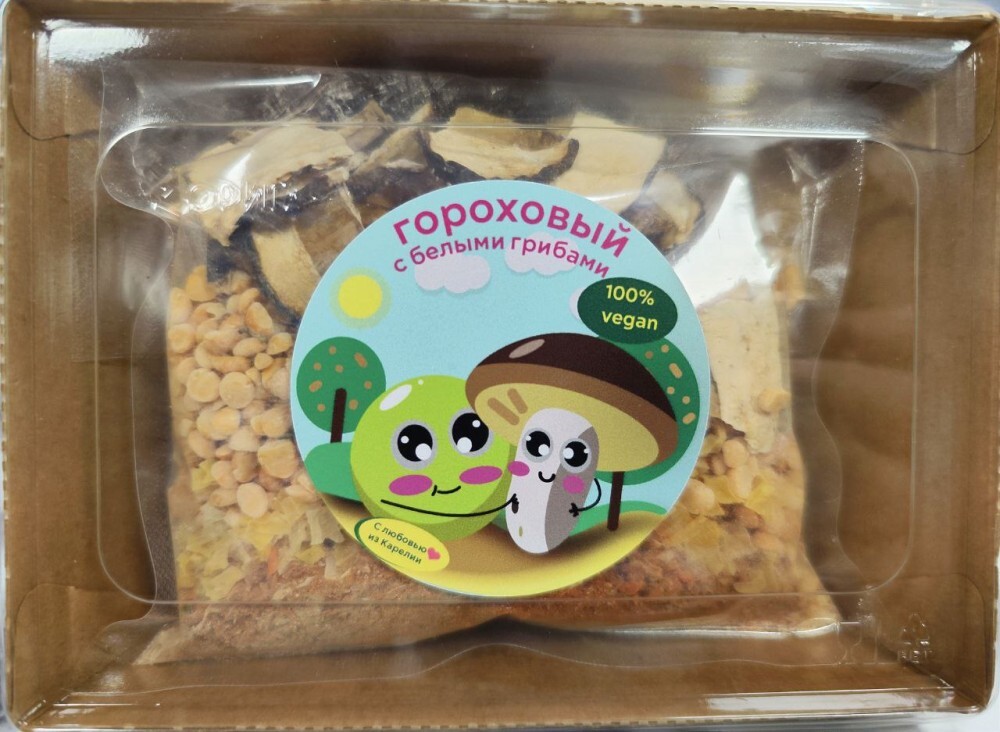 гороховый
с белыми грибами
100%
vegan
С любовью
из Карелии